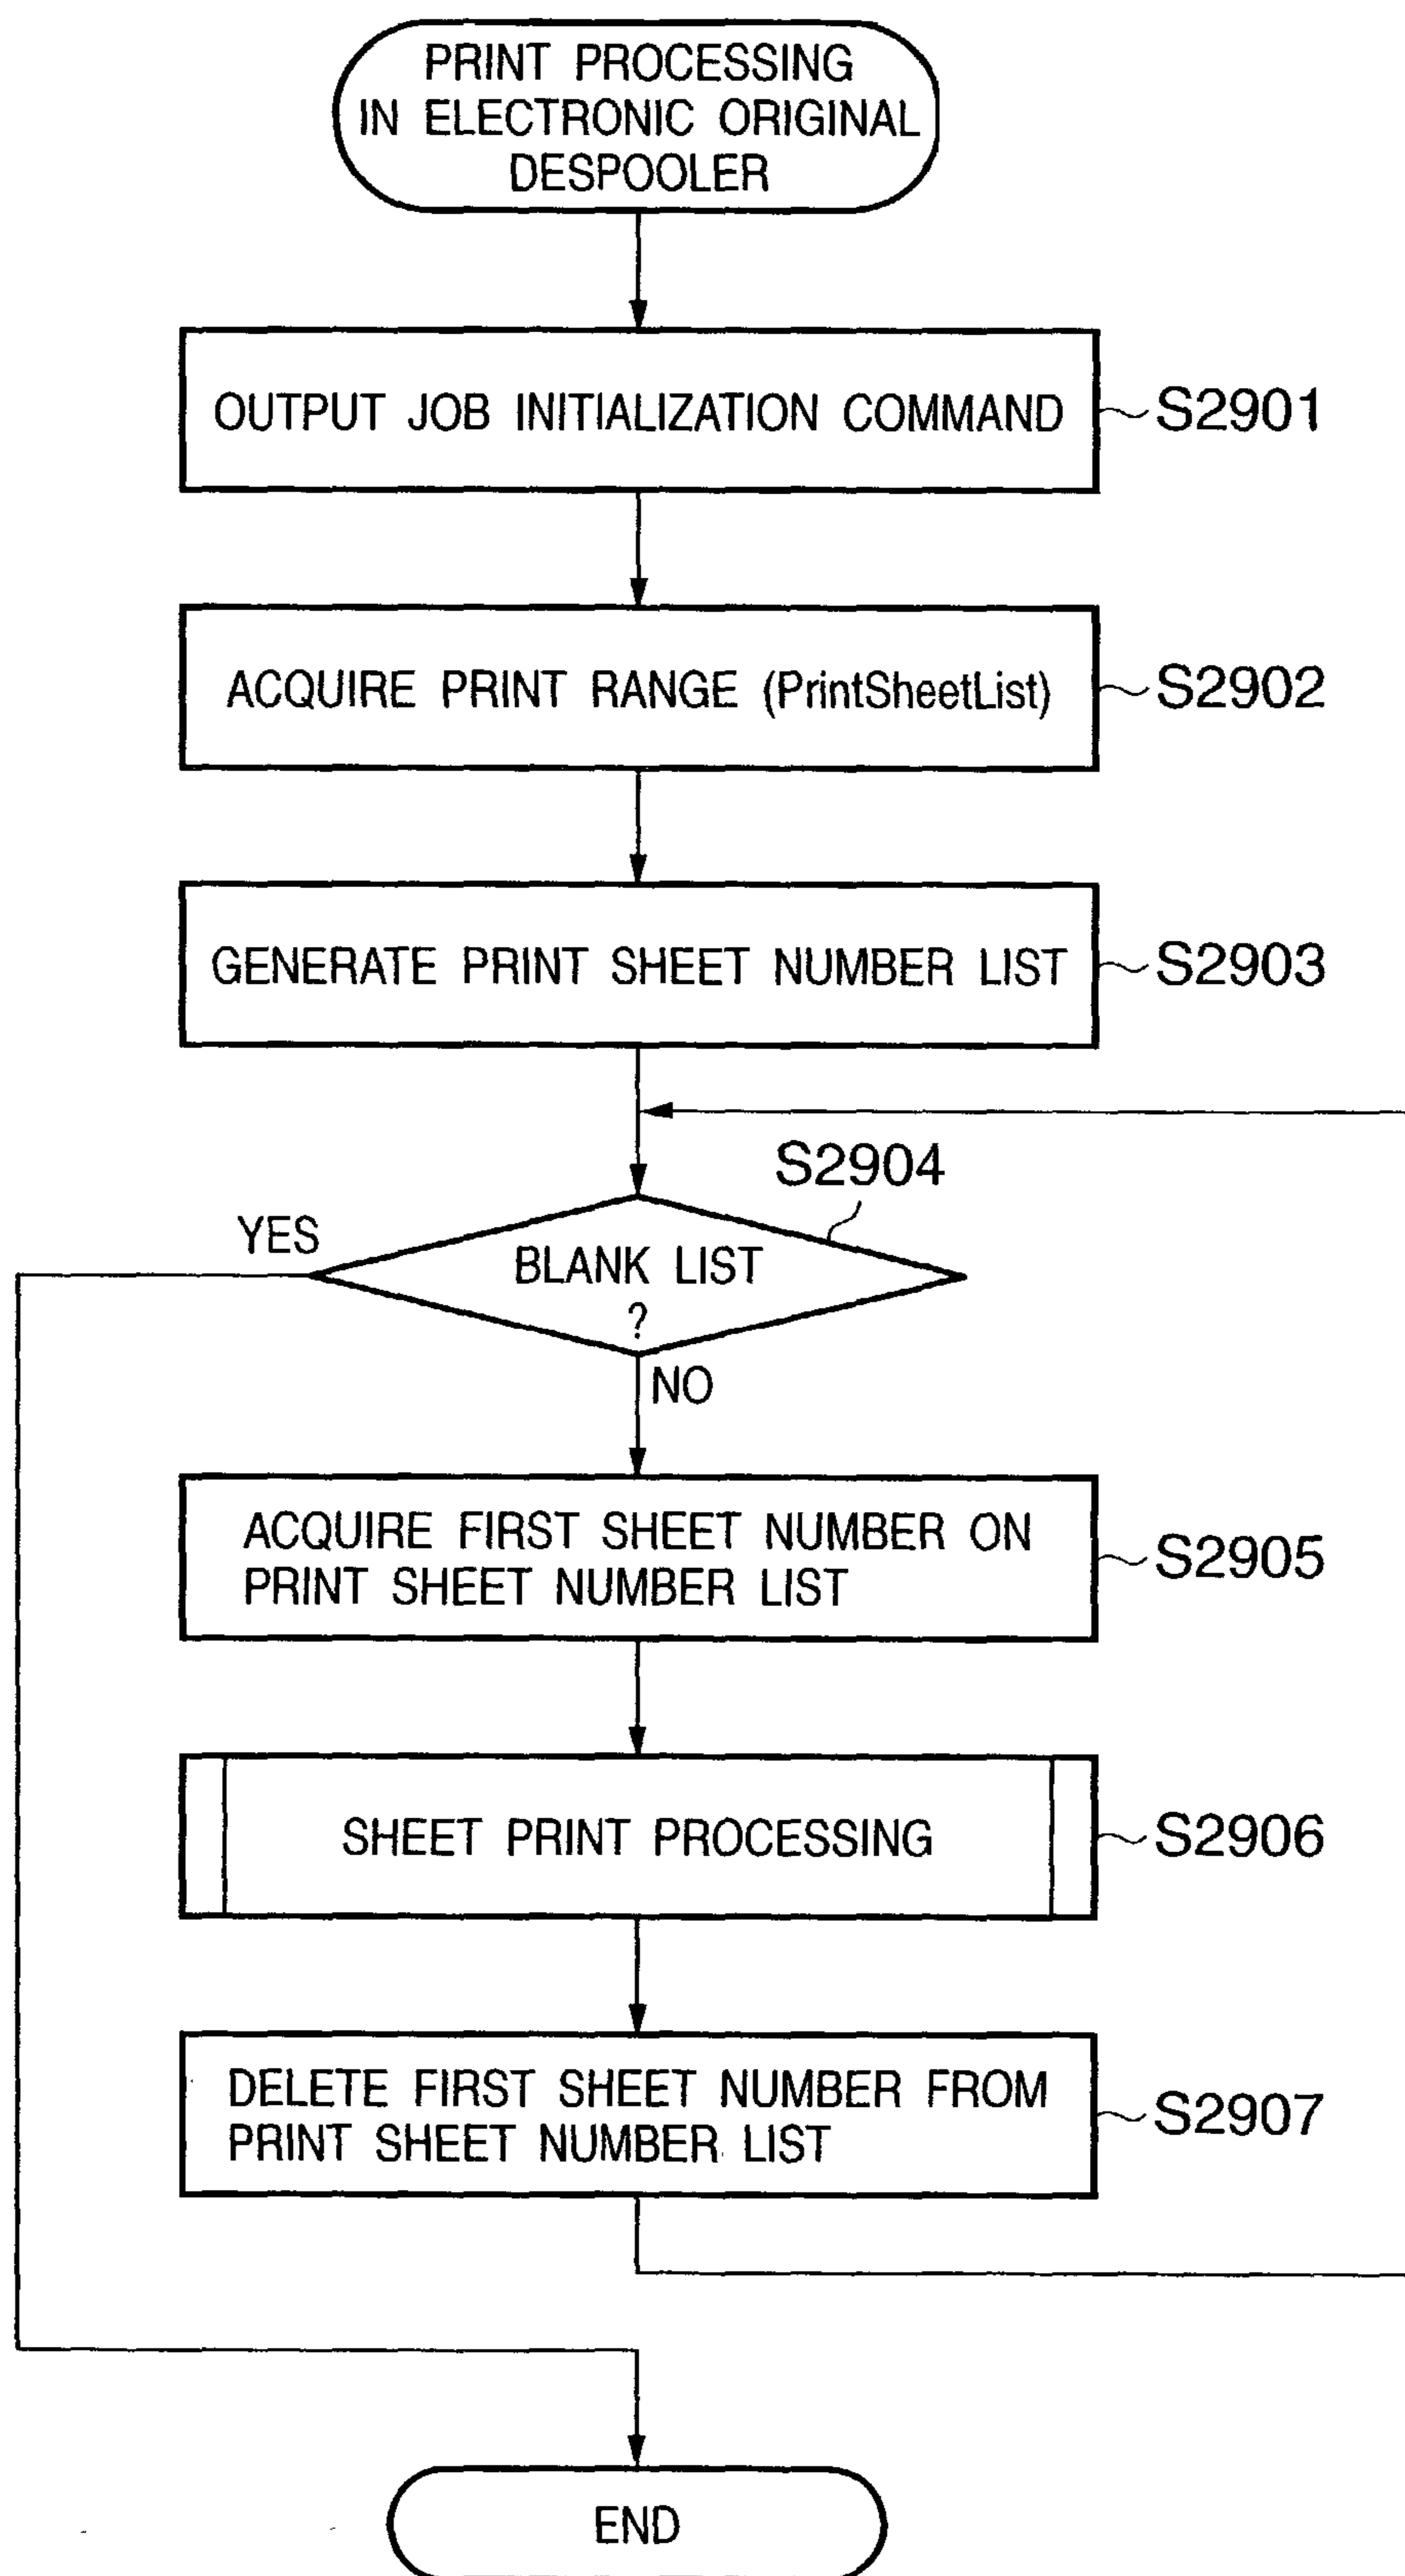 PRINT PROCESSING
IN ELECTRONIC ORIGINAL
DESPOOLER
OUTPUT JOB INITIALIZATION COMMAND
S2901
ACQUIRE PRINT RANGE (PrintSheetList)
S2902
GENERATE PRINT SHEET NUMBER LIST
S2903
S2904
YES
BLANK LIST
?
NO
ACQUIRE FIRST SHEET NUMBER ON
PRINT SHEET NUMBER LIST
S2905
SHEET PRINT PROCESSING
S2906
DELETE FIRST SHEET NUMBER FROM
PRINT SHEET NUMBER LIST
S2907
END